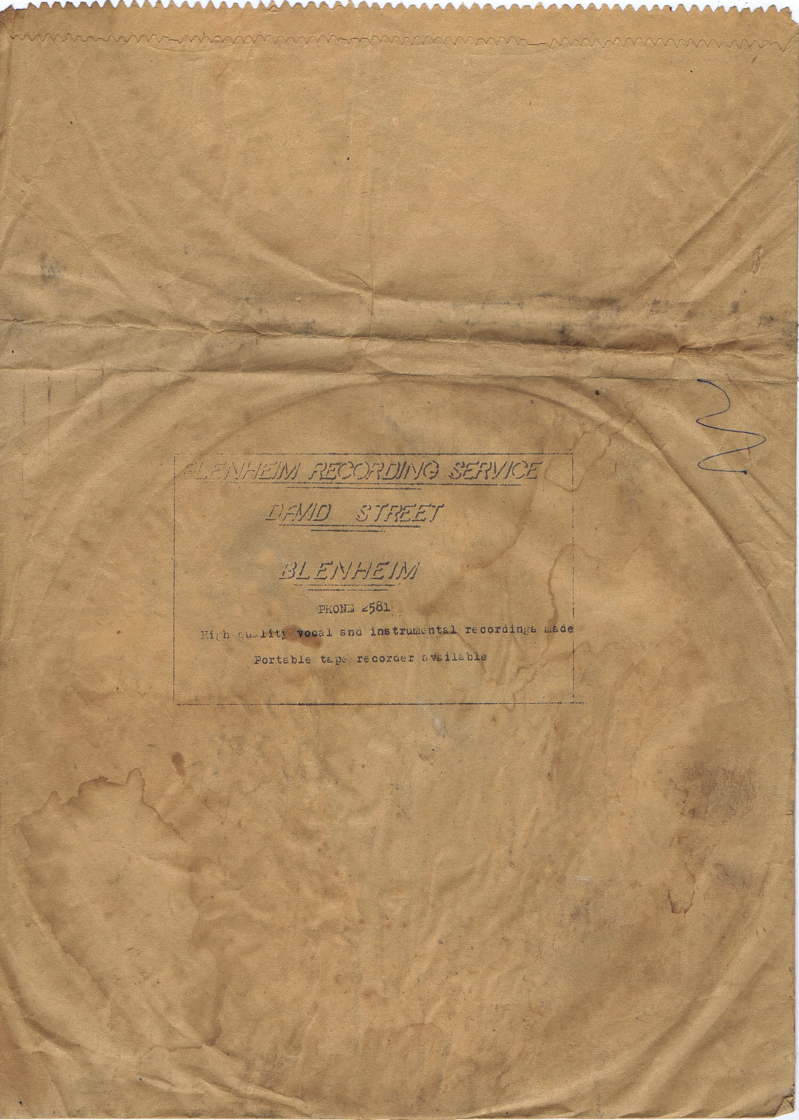 BLENHEIM RECORDING SERVICE
DAVID STREET
BLENHEIM
PHONE 2581
High quality vocal and instrumental recordings made
Portable tape recorder available